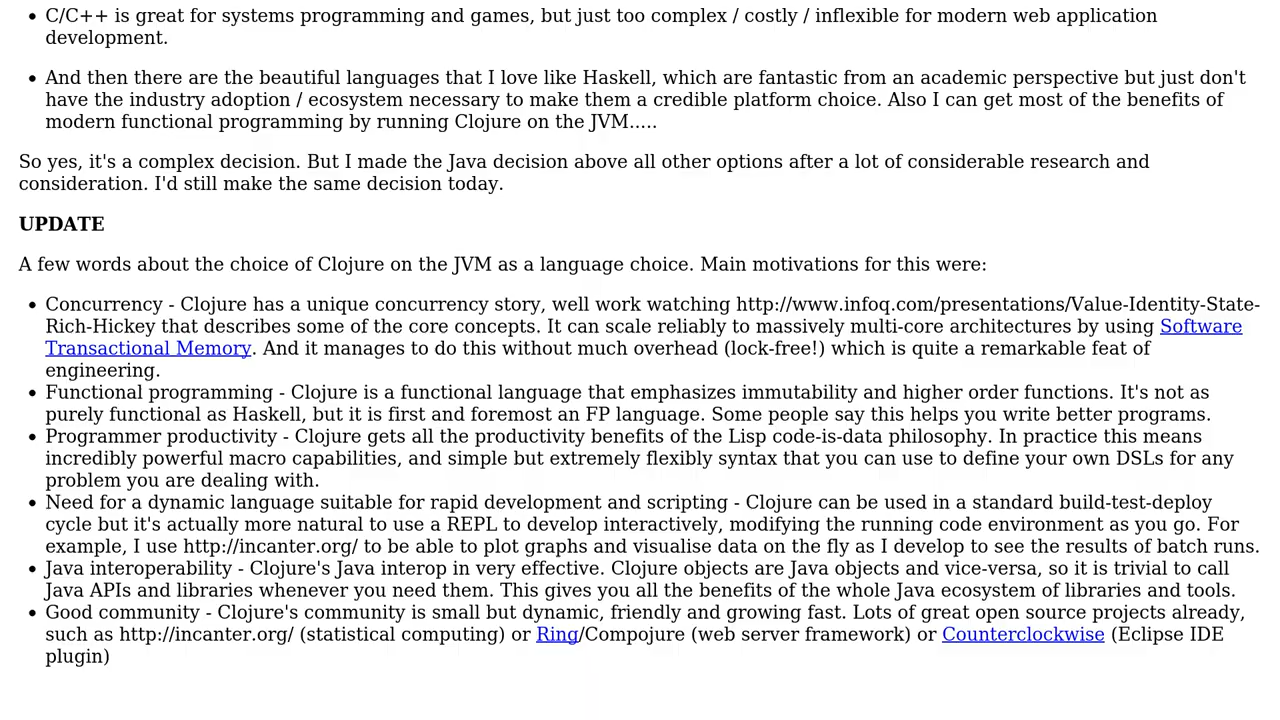 • C/C++ is great for systems programming and games, but just too complex / costly / inflexible for modern web application
development.
• And then there are the beautiful languages that I love like Haskell, which are fantastic from an academic perspective but just don't
have the industry adoption / ecosystem necessary to make them a credible platform choice. Also I can get most of the benefits of
modern functional programming by running Clojure on the JVM.....
So yes, it's a complex decision. But I made the Java decision above all other options after a lot of considerable research and
consideration. I'd still make the same decision today.
UPDATE
A few words about the choice of Clojure on the JVM as a language choice. Main motivations for this were:
• Concurrency - Clojure has a unique concurrency story, well work watching http://www.infoq.com/presentations/Value-Identity-State-
Rich-Hickey that describes some of the core concepts. It can scale reliably to massively multi-core architectures by using Software
Transactional Memory. And it manages to do this without much overhead (lock-free!) which is quite a remarkable feat of
engineering.
• Functional programming - Clojure is a functional language that emphasizes immutability and higher order functions. It's not as
purely functional as Haskell, but it is first and foremost an FP language. Some people say this helps you write better programs.
• Programmer productivity - Clojure gets all the productivity benefits of the Lisp code-is-data philosophy. In practice this means
incredibly powerful macro capabilities, and simple but extremely flexibly syntax that you can use to define your own DSLs for any
problem you are dealing with.
• Need for a dynamic language suitable for rapid development and scripting - Clojure can be used in a standard build-test-deploy
cycle but it's actually more natural to use a REPL to develop interactively, modifying the running code environment as you go. For
example, I use http://incanter.org/ to be able to plot graphs and visualise data on the fly as I develop to see the results of batch runs.
• Java interoperability - Clojure's Java interop in very effective. Clojure objects are Java objects and vice-versa, so it is trivial to call
Java APIs and libraries whenever you need them. This gives you all the benefits of the whole Java ecosystem of libraries and tools.
• Good community - Clojure's community is small but dynamic, friendly and growing fast. Lots of great open source projects already,
such as http://incanter.org/ (statistical computing) or Ring/Compojure (web server framework) or Counterclockwise (Eclipse IDE
plugin)